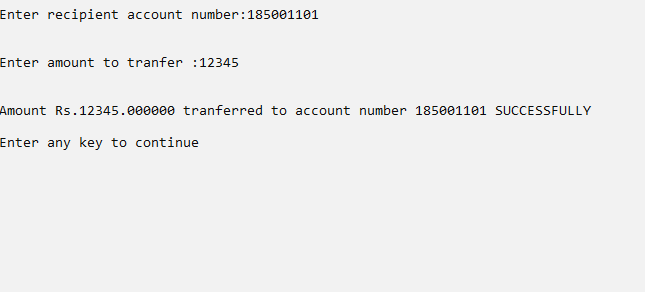 Enter recipient account number:185001101
Enter amount to tranfer :12345
Amount Rs.12345.000000 tranferred to account number 185001101 SUCCESSFULLY
Enter any key to continue